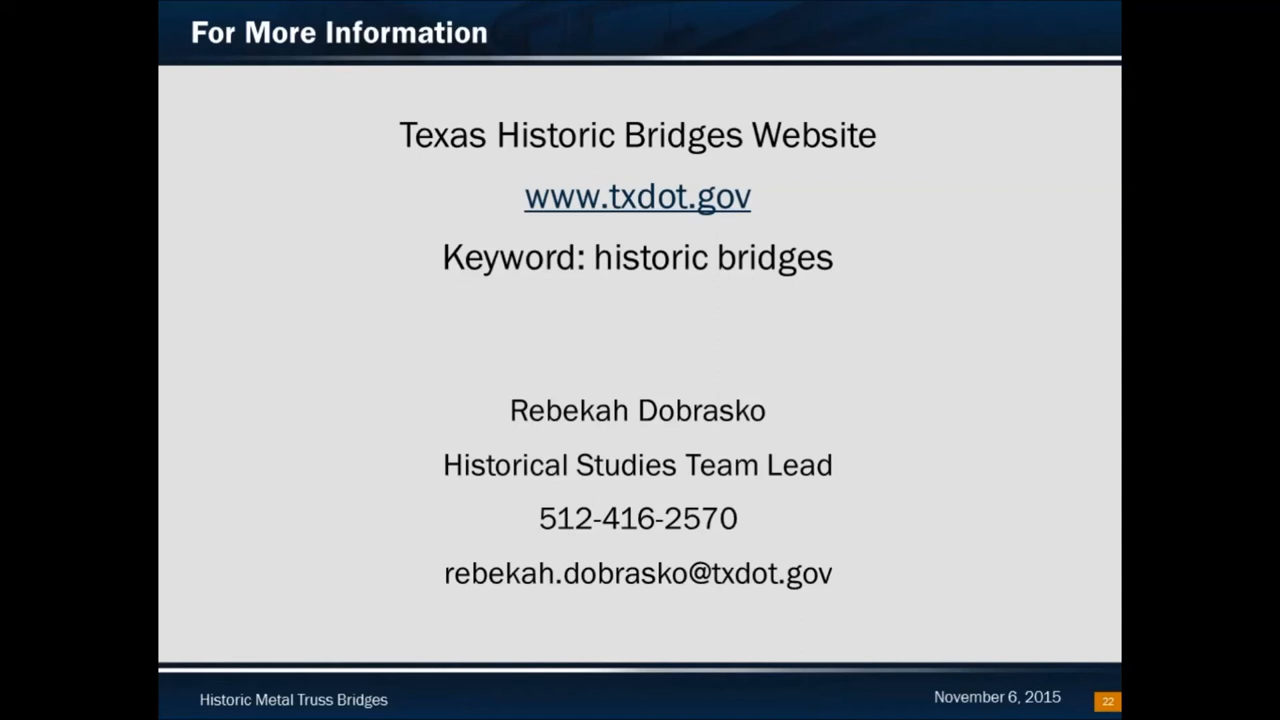 For More Information
Texas Historic Bridges Website
www.txdot.gov
Keyword: historic bridges
Rebekah Dobrasko
Historical Studies Team Lead
512-416-2570
rebekah.dobrasko@txdot.gov
Historic Metal Truss Bridges
November 6, 2015
22